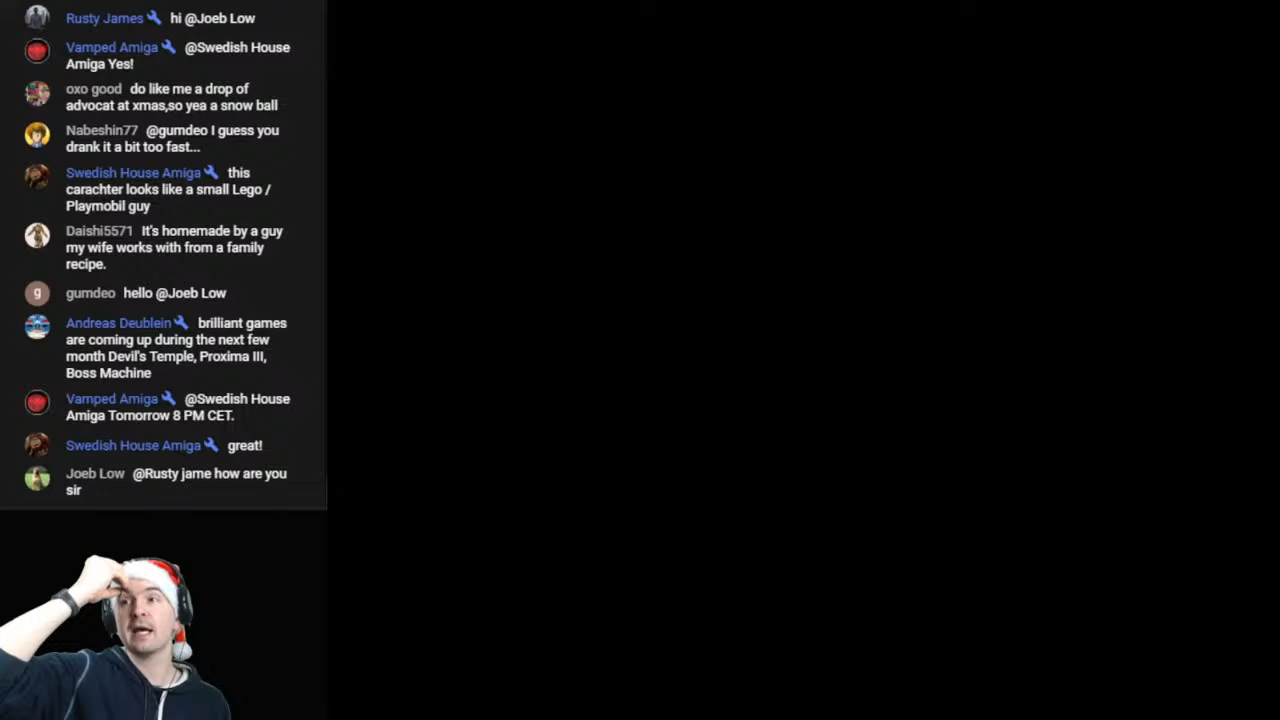 Rusty James hi @Joeb Low
Vamped Amiga @Swedish House
Amiga Yes!
oxo good do like me a drop of
advocat at xmas,so yea a snow ball
Nabeshin77 @gumdeo I guess you
drank it a bit too fast...
Swedish House Amiga this
carachter looks like a small Lego /
Playmobil guy
Daishi5571 It's homemade by a guy
my wife works with from a family
recipe.
g gumdeo hello @Joeb Low
Andreas Deublein brilliant games
are coming up during the next few
month Devil's Temple, Proxima III,
Boss Machine
Vamped Amiga @Swedish House
Amiga Tomorrow 8 PM CET.
Swedish House Amiga great!
Joeb Low @Rusty jame how are you
sir